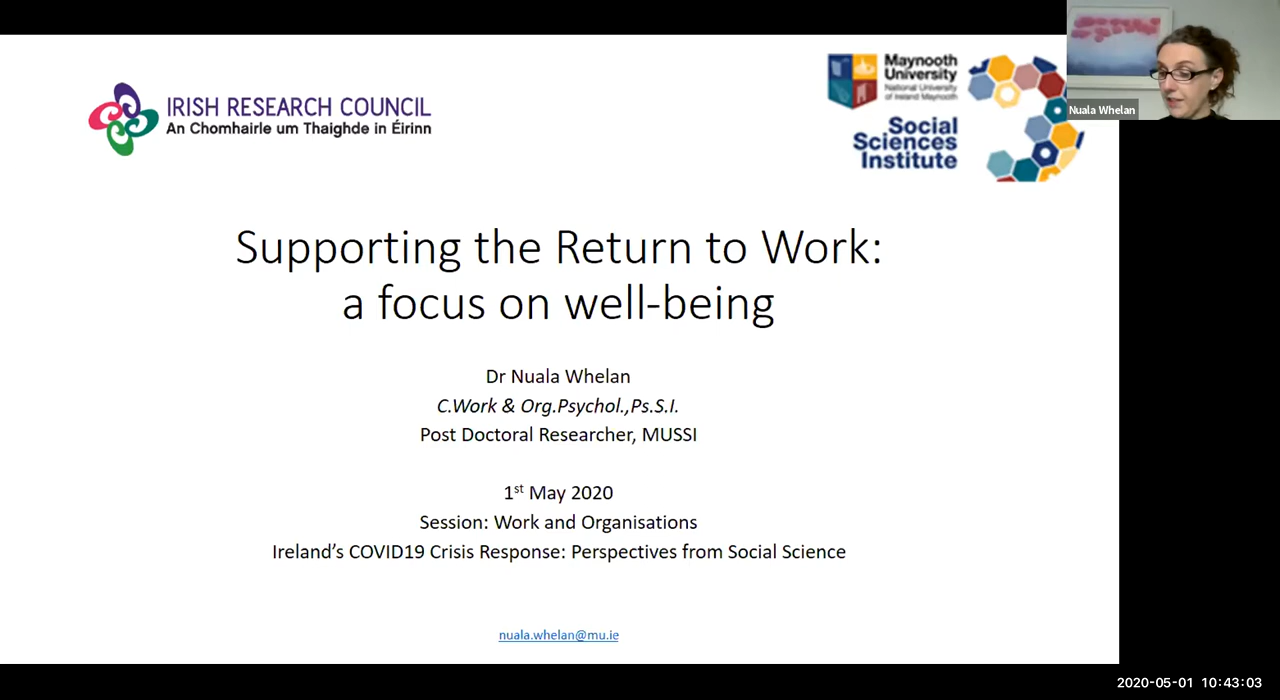 IRISH RESEARCH COUNCIL
An Chomhairle um Thaighde in Éirinn
Maynooth
University
National University
of Ireland Maynooth
Social
Sciences
Institute
Nuala Whelan
Supporting the Return to Work:
a focus on well-being
Dr Nuala Whelan
C.Work & Org.Psychol.,Ps.S.I.
Post Doctoral Researcher, MUSSI
1st May 2020
Session: Work and Organisations
Ireland’s COVID19 Crisis Response: Perspectives from Social Science
nuala.whelan@mu.ie
2020-05-01 10:43:03